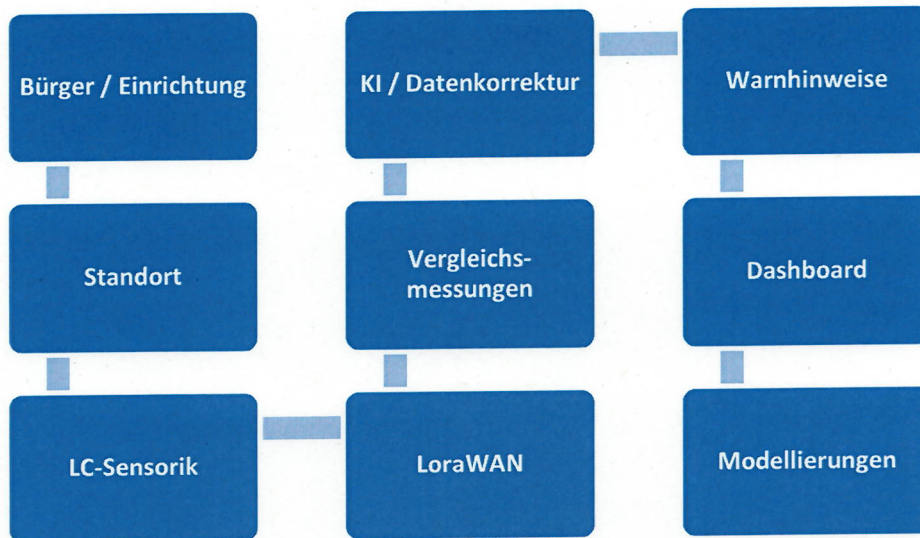 Bürger / Einrichtung
Standort
LC-Sensorik
LoraWAN
Vergleichs-
messungen
KI / Datenkorrektur
Warnhinweise
Dashboard
Modellierungen